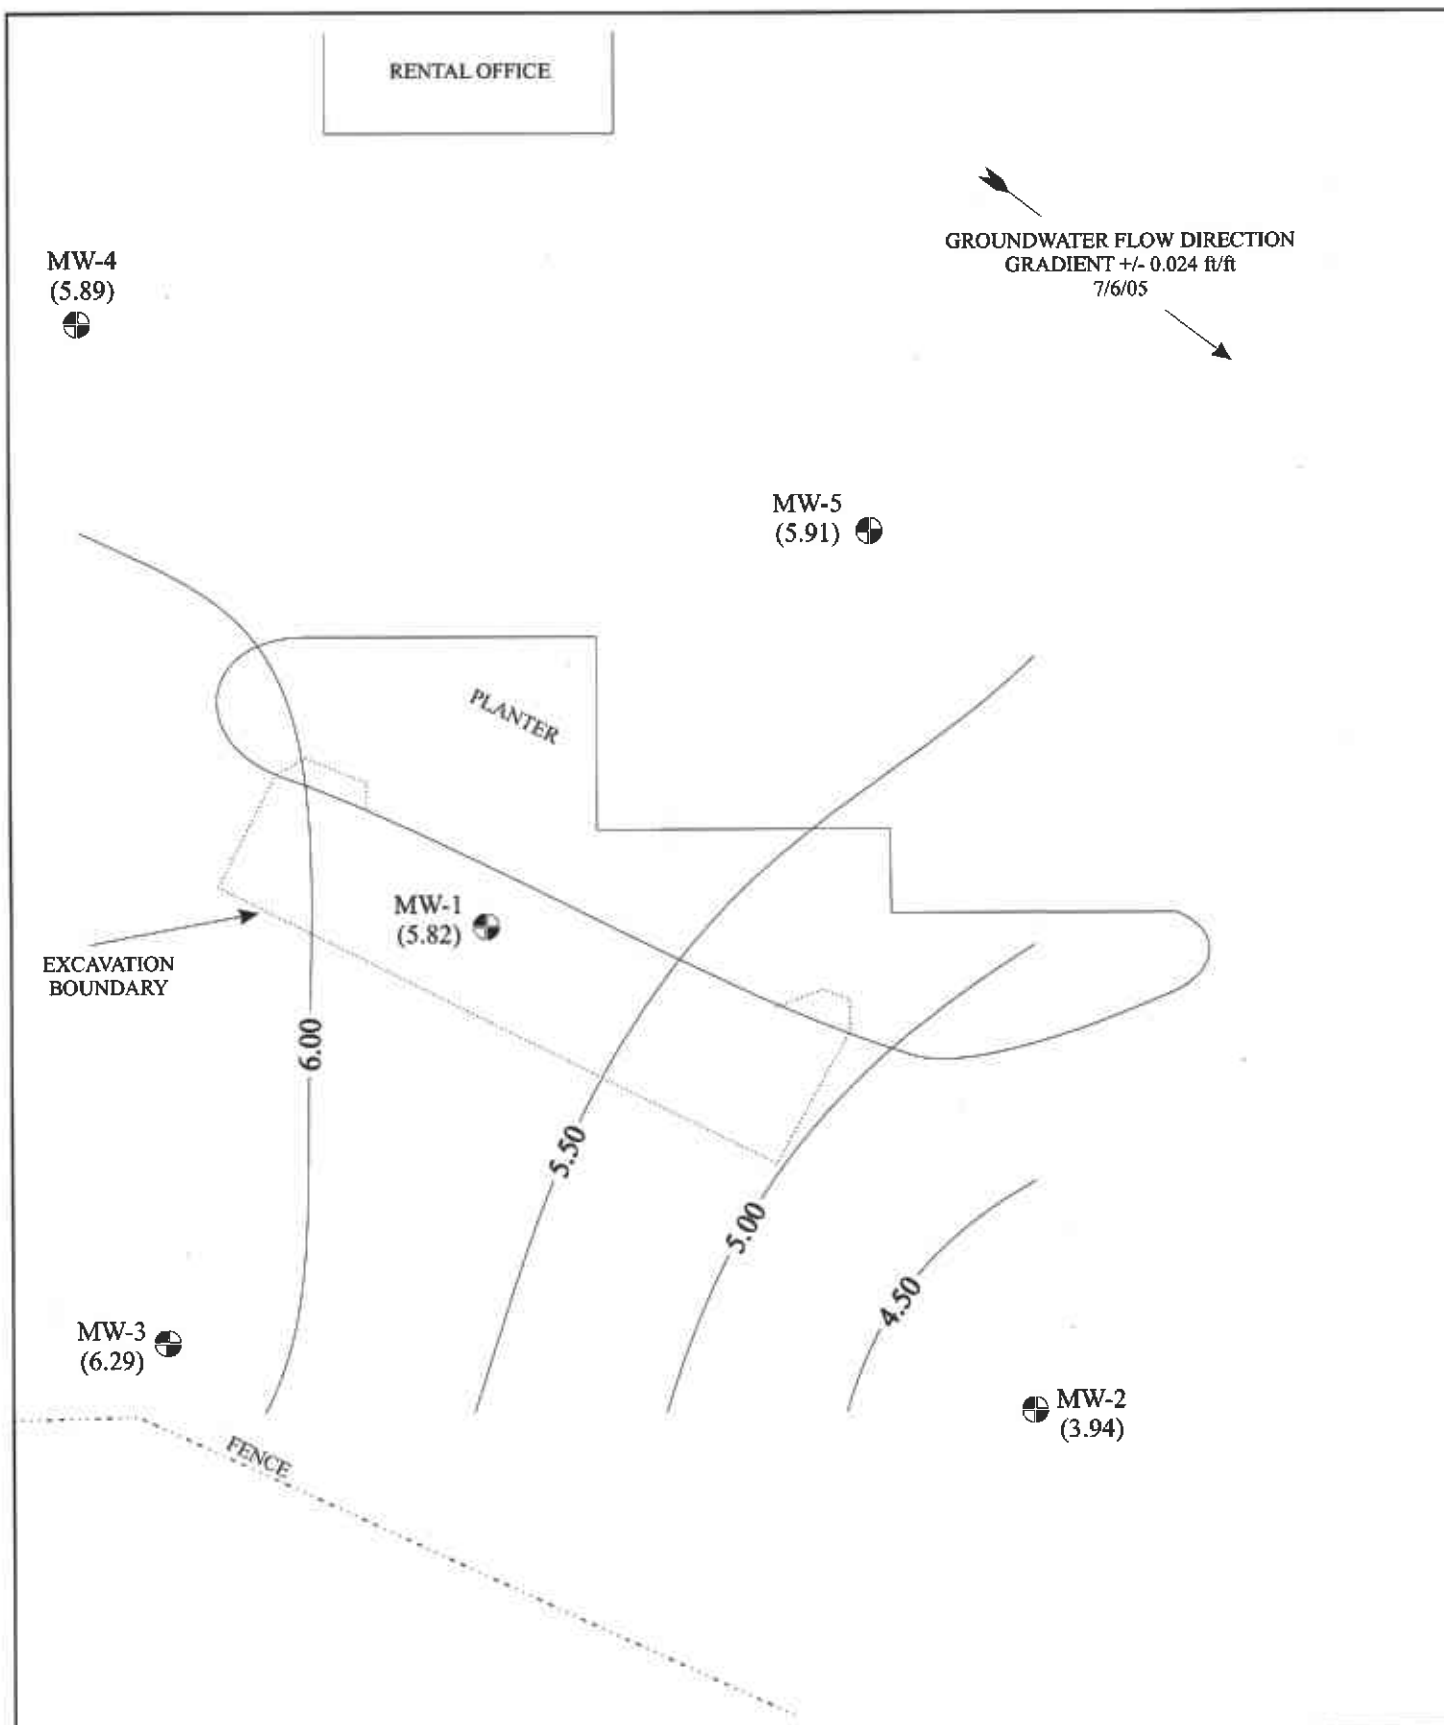 RENTAL OFFICE
GROUNDWATER FLOW DIRECTION
GRADIENT +/- 0.024 ft/ft
7/6/05
MW-4
(5.89)
MW-5
(5.91)
PLANTER
MW-1
(5.82)
EXCAVATION
BOUNDARY
6.00
5.50
5.00
4.50
MW-3
(6.29)
MW-2
(3.94)
FENCE